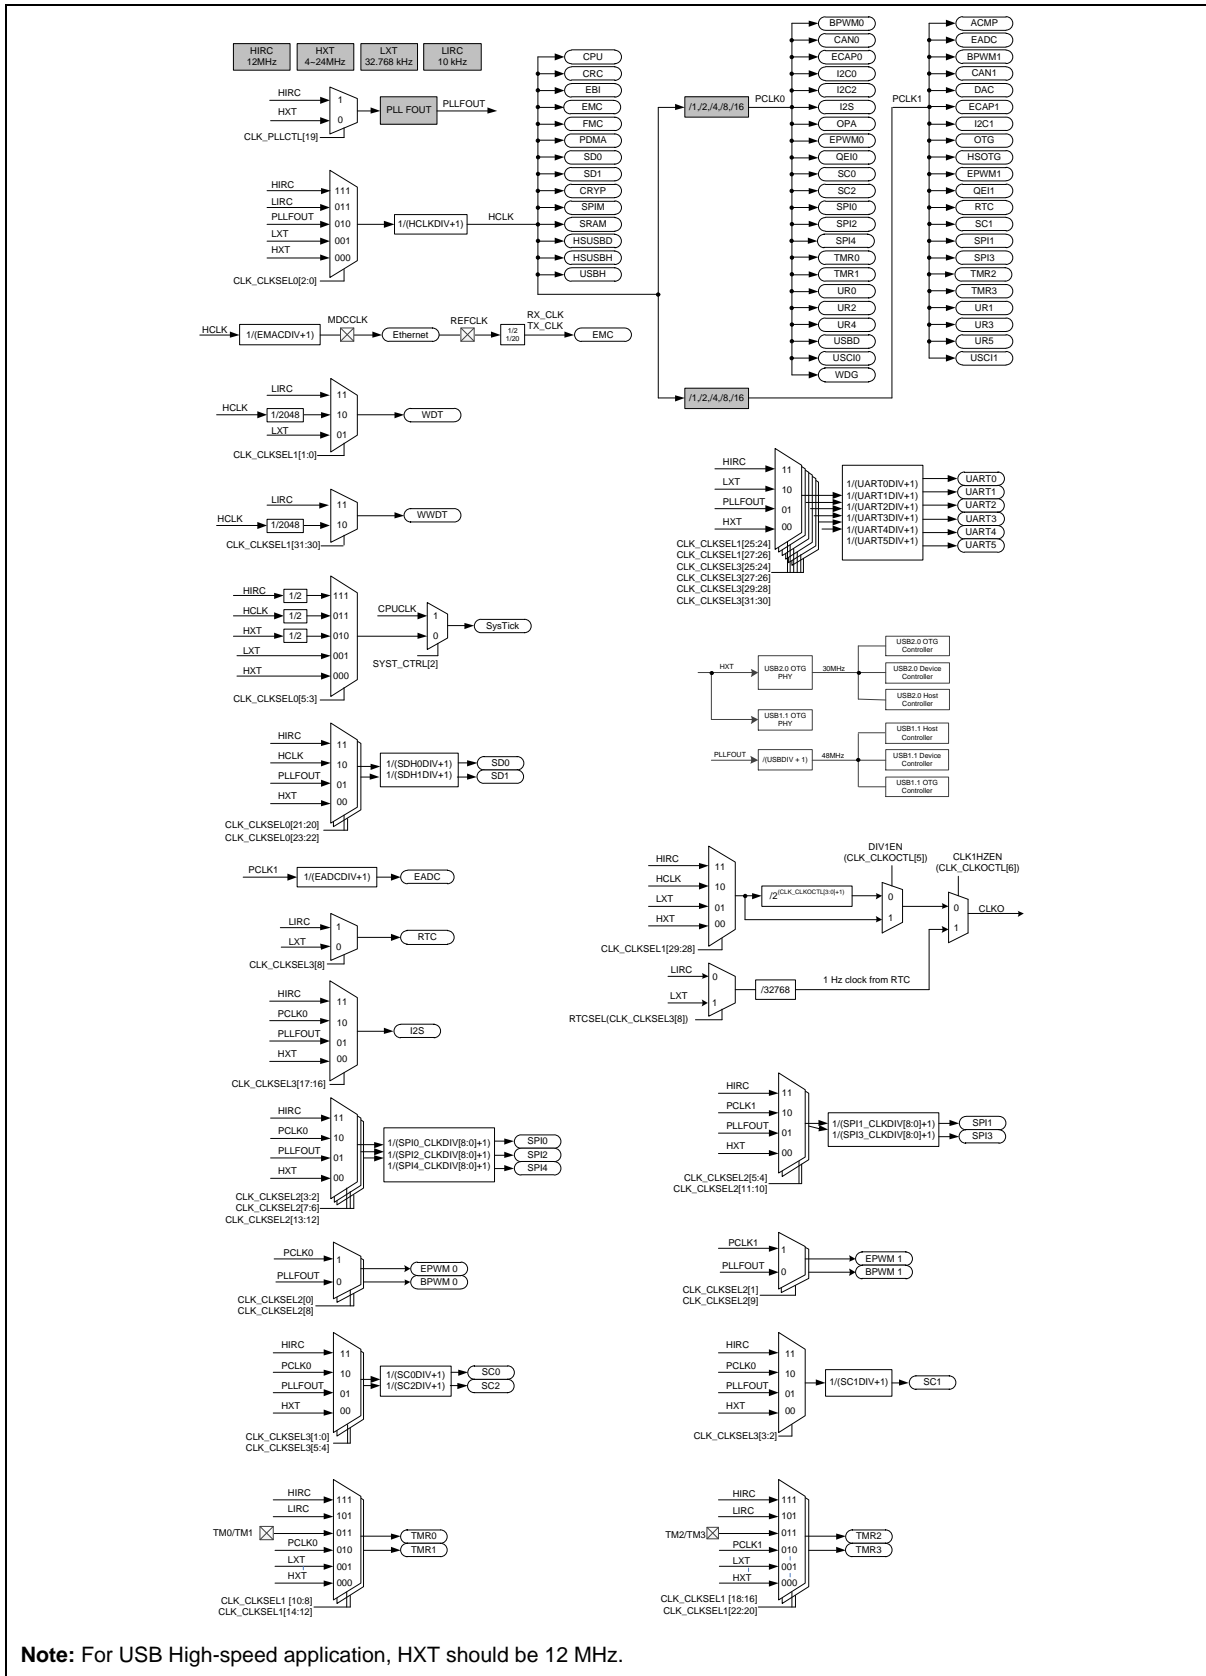 HIRC
12MHz
HXT
4~24MHz
LXT
32.768 kHz
LIRC
10 kHz
HIRC
HXT
1
0
CLK_PLLCTL[19]
PLL FOUT
PLLFOUT
HIRC
LIRC
PLLFOUT
LXT
HXT
111
011
010
001
000
CLK_CLKSEL0[2:0]
1/(HCLKDIV+1)
HCLK
CPU
CRC
EBI
EMC
FMC
PDMA
SD0
SD1
CRYP
SPIM
SRAM
HSUSBD
HSUSBH
USBH
/1,/2,/4,/8,/16
PCLK0
BPWM0
CAN0
ECAP0
I2C0
I2C2
I2S
OPA
EPWM0
QEI0
SC0
SC2
SPI0
SPI2
SPI4
TMR0
TMR1
UR0
UR2
UR4
USBD
USCI0
WDG
/1,/2,/4,/8,/16
PCLK1
ACMP
EADC
BPWM1
CAN1
DAC
ECAP1
I2C1
OTG
HSOTG
EPWM1
QEI1
RTC
SC1
SPI1
SPI3
TMR2
TMR3
UR1
UR3
UR5
USCI1
HCLK
1/(EMACDIV+1)
MDCCLK
Ethernet
REFCLK
1/2
1/20
RX_CLK
TX_CLK
EMC
LIRC
HCLK
1/2048
LXT
11
10
01
CLK_CLKSEL1[1:0]
WDT
LIRC
HCLK
1/2048
11
10
CLK_CLKSEL1[31:30]
WWDT
HIRC
1/2
HCLK
1/2
HXT
1/2
LXT
HXT
111
011
010
001
000
CLK_CLKSEL0[5:3]
CPUCLK
1
0
SYST_CTRL[2]
SysTick
HIRC
LXT
PLLFOUT
HXT
11
10
01
00
CLK_CLKSEL1[25:24]
CLK_CLKSEL1[27:26]
CLK_CLKSEL3[25:24]
CLK_CLKSEL3[27:26]
CLK_CLKSEL3[29:28]
CLK_CLKSEL3[31:30]
1/(UART0DIV+1)
1/(UART1DIV+1)
1/(UART2DIV+1)
1/(UART3DIV+1)
1/(UART4DIV+1)
1/(UART5DIV+1)
UART0
UART1
UART2
UART3
UART4
UART5
HXT
USB2.0 OTG
PHY
30MHz
USB2.0 OTG
Controller
USB2.0 Device
Controller
USB2.0 Host
Controller
USB1.1 OTG
PHY
PLLFOUT
/(USBDIV + 1)
48MHz
USB1.1 Host
Controller
USB1.1 Device
Controller
USB1.1 OTG
Controller
HIRC
HCLK
PLLFOUT
HXT
11
10
01
00
CLK_CLKSEL0[21:20]
CLK_CLKSEL0[23:22]
1/(SDH0DIV+1)
1/(SDH1DIV+1)
SD0
SD1
PCLK1
1/(EADCDIV+1)
EADC
LIRC
LXT
1
0
CLK_CLKSEL3[8]
RTC
HIRC
HCLK
LXT
HXT
11
10
01
00
CLK_CLKSEL1[29:28]
/2(CLK_CLKOCTL[3:0]+1)
DIV1EN
(CLK_CLKOCTL[5])
0
1
CLK1HZEN
(CLK_CLKOCTL[6])
0
1
CLKO
LIRC
LXT
0
1
RTCSEL(CLK_CLKSEL3[8])
/32768
1 Hz clock from RTC
HIRC
PCLK0
PLLFOUT
HXT
11
10
01
00
CLK_CLKSEL3[17:16]
I2S
HIRC
PCLK0
PLLFOUT
HXT
11
10
01
00
CLK_CLKSEL2[3:2]
CLK_CLKSEL2[7:6]
CLK_CLKSEL2[13:12]
1/(SPI0_CLKDIV[8:0]+1)
1/(SPI2_CLKDIV[8:0]+1)
1/(SPI4_CLKDIV[8:0]+1)
SPI0
SPI2
SPI4
HIRC
PCLK1
PLLFOUT
HXT
11
10
01
00
CLK_CLKSEL2[5:4]
CLK_CLKSEL2[11:10]
1/(SPI1_CLKDIV[8:0]+1)
1/(SPI3_CLKDIV[8:0]+1)
SPI1
SPI3
PCLK0
PLLFOUT
1
0
CLK_CLKSEL2[0]
CLK_CLKSEL2[8]
EPWM 0
BPWM 0
PCLK1
PLLFOUT
1
0
CLK_CLKSEL2[1]
CLK_CLKSEL2[9]
EPWM 1
BPWM 1
HIRC
PCLK0
PLLFOUT
HXT
11
10
01
00
CLK_CLKSEL3[1:0]
CLK_CLKSEL3[5:4]
1/(SC0DIV+1)
1/(SC2DIV+1)
SC0
SC2
HIRC
PCLK0
PLLFOUT
HXT
11
10
01
00
CLK_CLKSEL3[3:2]
1/(SC1DIV+1)
SC1
HIRC
LIRC
TM0/TM1
PCLK0
LXT
HXT
111
101
011
010
001
000
CLK_CLKSEL1 [10:8]
CLK_CLKSEL1[14:12]
TMR0
TMR1
HIRC
LIRC
TM2/TM3
PCLK1
LXT
HXT
111
101
011
010
001
000
CLK_CLKSEL1 [18:16]
CLK_CLKSEL1[22:20]
TMR2
TMR3
Note: For USB High-speed application, HXT should be 12 MHz.